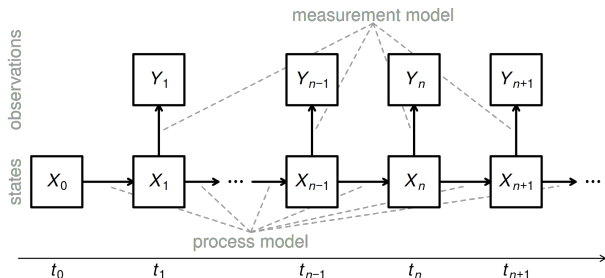 measurement model
observations
Y1 Yn−1 Yn Yn+1
states
X0 X1 ... Xn−1 Xn Xn+1 ...
process model
t0 t1 tn−1 tn tn+1